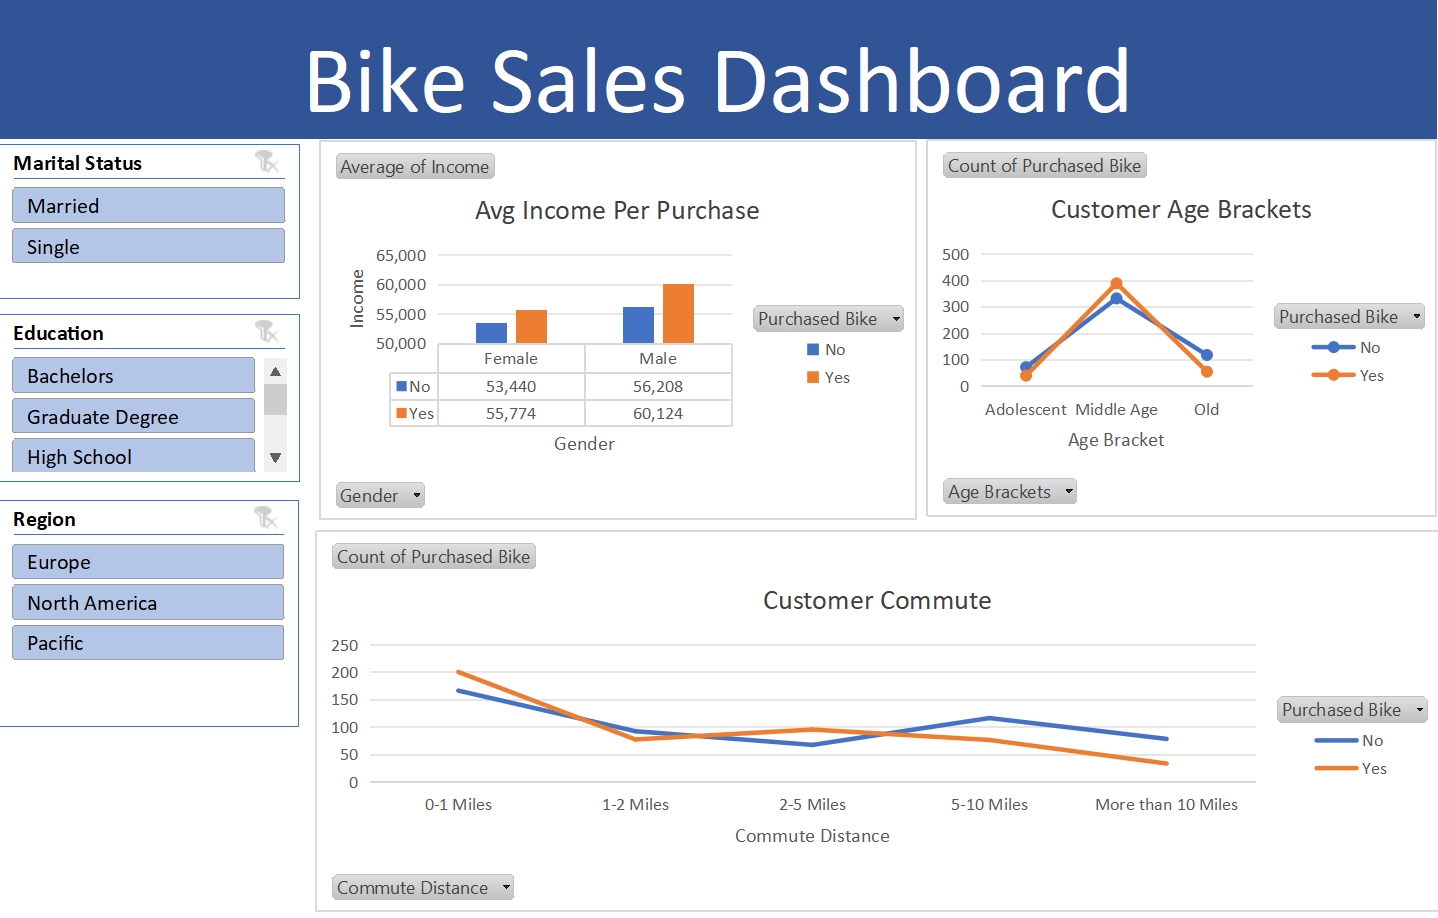 Bike Sales Dashboard
Marital Status
Married
Single
Education
Bachelors
Graduate Degree
High School
Region
Europe
North America
Pacific
Average of Income
Avg Income Per Purchase
Income
65,000
60,000
55,000
50,000
Female Male
No 53,440 56,208
Yes 55,774 60,124
Gender
Purchased Bike
No
Yes
Gender
Count of Purchased Bike
Customer Age Brackets
500
400
300
200
100
0
Adolescent Middle Age Old
Age Bracket
Purchased Bike
No
Yes
Age Brackets
Count of Purchased Bike
Customer Commute
250
200
150
100
50
0
0-1 Miles 1-2 Miles 2-5 Miles 5-10 Miles More than 10 Miles
Commute Distance
Purchased Bike
No
Yes
Commute Distance